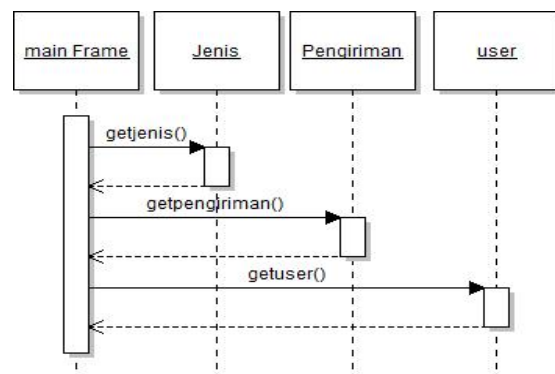 main Frame
Jenis
Pengiriman
user
getjenis()
getpengiriman()
getuser()